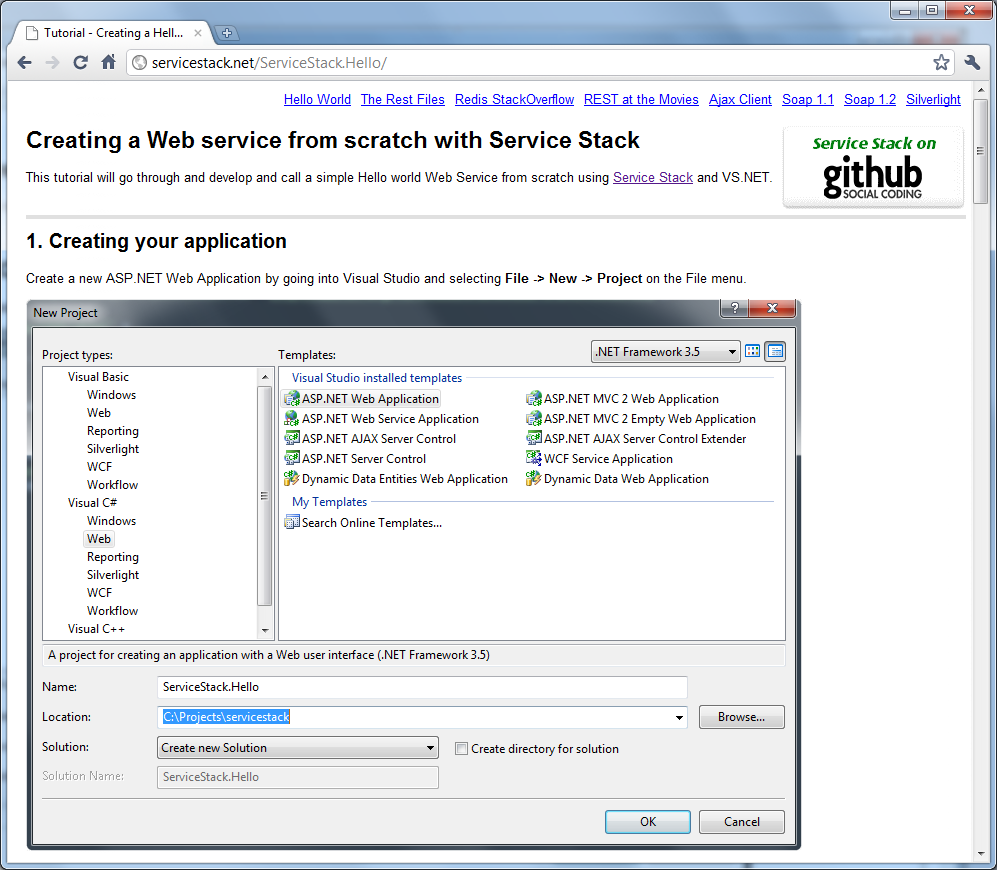 Tutorial - Creating a Hell...
servicestack.net/ServiceStack.Hello/
Hello World The Rest Files Redis StackOverflow REST at the Movies Ajax Client Soap 1.1 Soap 1.2 Silverlight
Creating a Web service from scratch with Service Stack
This tutorial will go through and develop and call a simple Hello world Web Service from scratch using Service Stack and VS.NET.
Service Stack on
github
SOCIAL CODING
1. Creating your application
Create a new ASP.NET Web Application by going into Visual Studio and selecting File -> New -> Project on the File menu.
New Project
Project types:
Visual Basic
Windows
Web
Reporting
Silverlight
WCF
Workflow
Visual C#
Windows
Web
Reporting
Silverlight
WCF
Workflow
Visual C++
Templates:
.NET Framework 3.5
Visual Studio installed templates
ASP.NET Web Application
ASP.NET Web Service Application
ASP.NET AJAX Server Control
ASP.NET Server Control
Dynamic Data Entities Web Application
ASP.NET MVC 2 Web Application
ASP.NET MVC 2 Empty Web Application
ASP.NET AJAX Server Control Extender
WCF Service Application
Dynamic Data Web Application
My Templates
Search Online Templates...
A project for creating an application with a Web user interface (.NET Framework 3.5)
Name: ServiceStack.Hello
Location: C:\Projects\servicestack Browse...
Solution: Create new Solution Create directory for solution
Solution Name: ServiceStack.Hello
OK Cancel